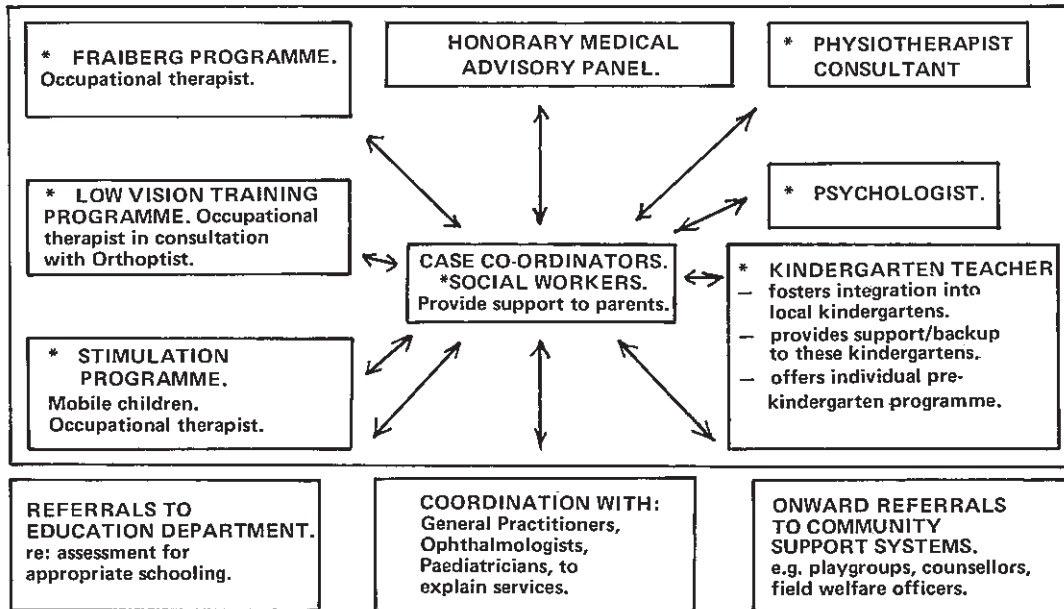 * FRAIBERG PROGRAMME.
Occupational therapist.
HONORARY MEDICAL
ADVISORY PANEL.
* PHYSIOTHERAPIST
CONSULTANT
* LOW VISION TRAINING
PROGRAMME. Occupational
therapist in consultation
with Orthoptist.
* PSYCHOLOGIST.
CASE CO-ORDINATORS.
*SOCIAL WORKERS.
Provide support to parents.
* KINDERGARTEN TEACHER
— fosters integration into
local kindergartens.
— provides support/backup
to these kindergartens.
— offers individual pre-
kindergarten programme.
* STIMULATION
PROGRAMME.
Mobile children.
Occupational therapist.
REFERRALS TO
EDUCATION DEPARTMENT.
re: assessment for
appropriate schooling.
COORDINATION WITH:
General Practitioners,
Ophthalmologists,
Paediatricians, to
explain services.
ONWARD REFERRALS
TO COMMUNITY
SUPPORT SYSTEMS.
e.g. playgroups, counsellors,
field welfare officers.